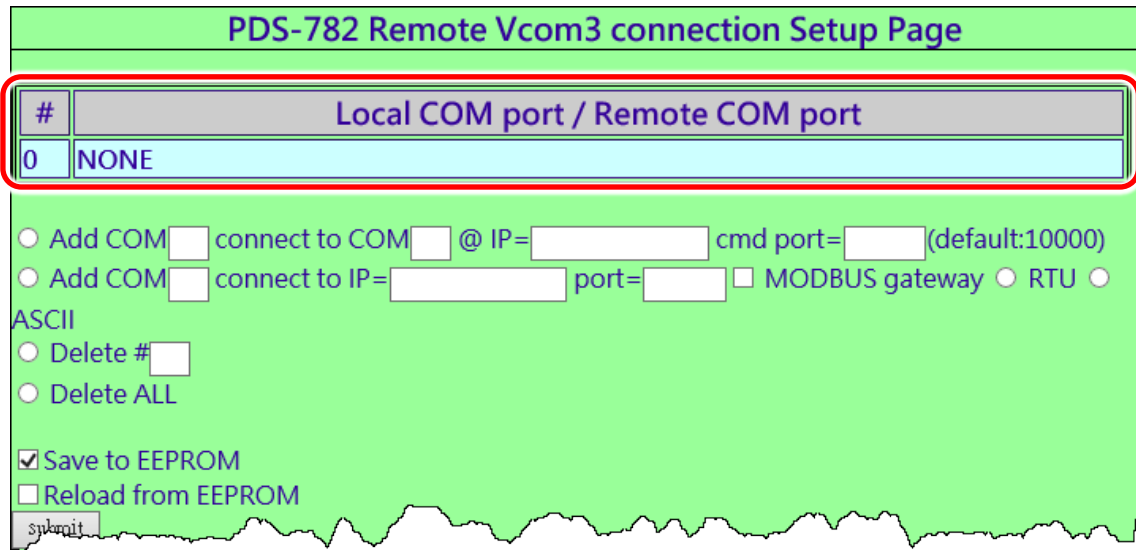 PDS-782 Remote Vcom3 connection Setup Page
# Local COM port / Remote COM port
0 NONE
Add COM connect to COM @ IP= cmd port= (default:10000)
Add COM connect to IP= port= MODBUS gateway RTU
ASCII
Delete #
Delete ALL
Save to EEPROM
Reload from EEPROM
submit